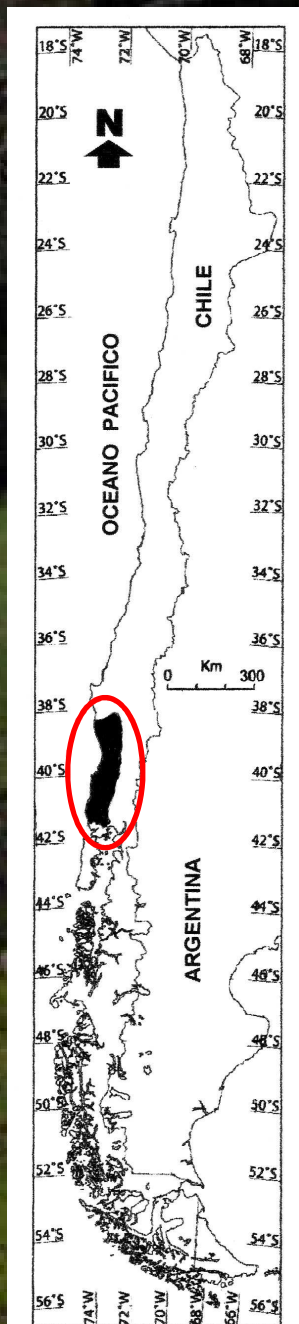 74°W 72°W 70°W 68°W
18°S 18°S
N
20°S 20°S
22°S 22°S
24°S 24°S
CHILE
26°S 26°S
OCEANO PACIFICO
28°S 28°S
30°S 30°S
32°S 32°S
34°S 34°S
36°S 36°S
Km
0 300
38°S 38°S
40°S 40°S
42°S 42°S
44°S 44°S
ARGENTINA
46°S 46°S
48°S 48°S
50°S 50°S
52°S 52°S
54°S 54°S
56°S 56°S
74°W 72°W 70°W 68°W 66°W